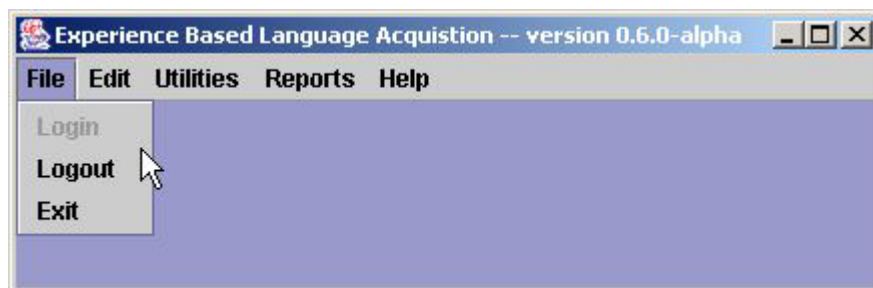 Experience Based Language Acquistion -- version 0.6.0-alpha
File Edit Utilities Reports Help
Login
Logout
Exit